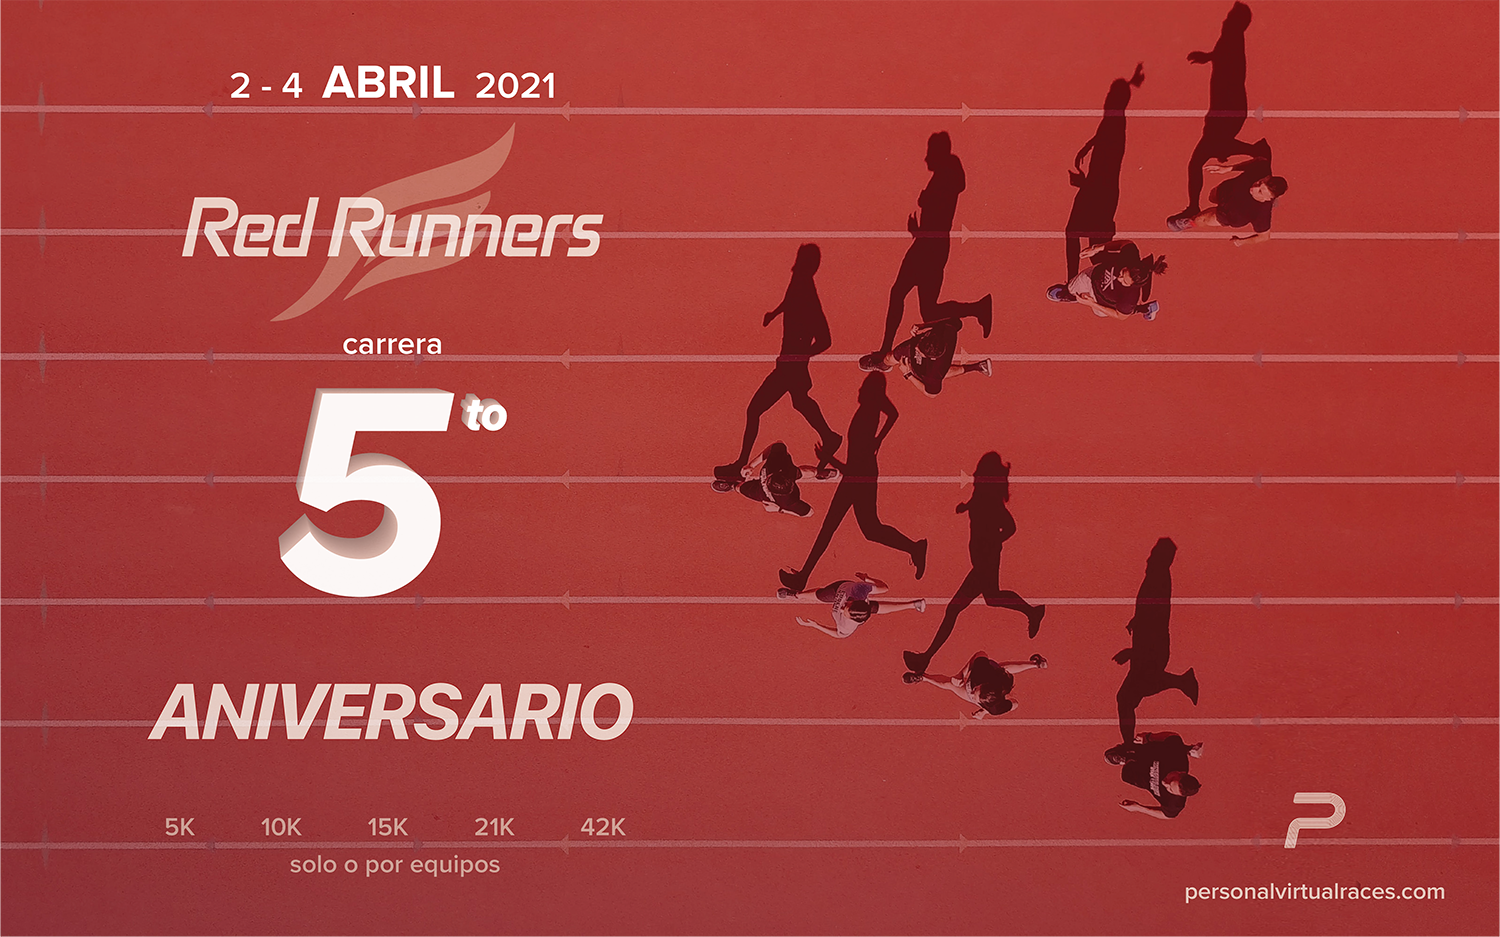 2 - 4 ABRIL 2021
Red Runners
carrera
5to
ANIVERSARIO
5K 10K 15K 21K 42K
solo o por equipos
personalvirtualraces.com